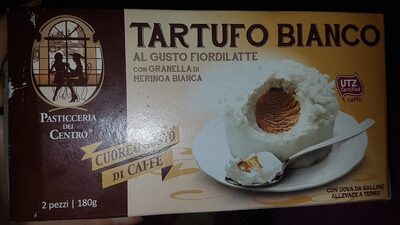 TARTUFO BIANCO
AL GUSTO FIORDILATTE
CON GRANELLA DI
MERINGA BIANCA
PASTICCERIA
DEL
CENTRO
UTZ
Certified
caffè
DI CAFFÈ
2 pezzi | 180g
CON UOVA DA GALLINE
ALLEVATE A TERRA